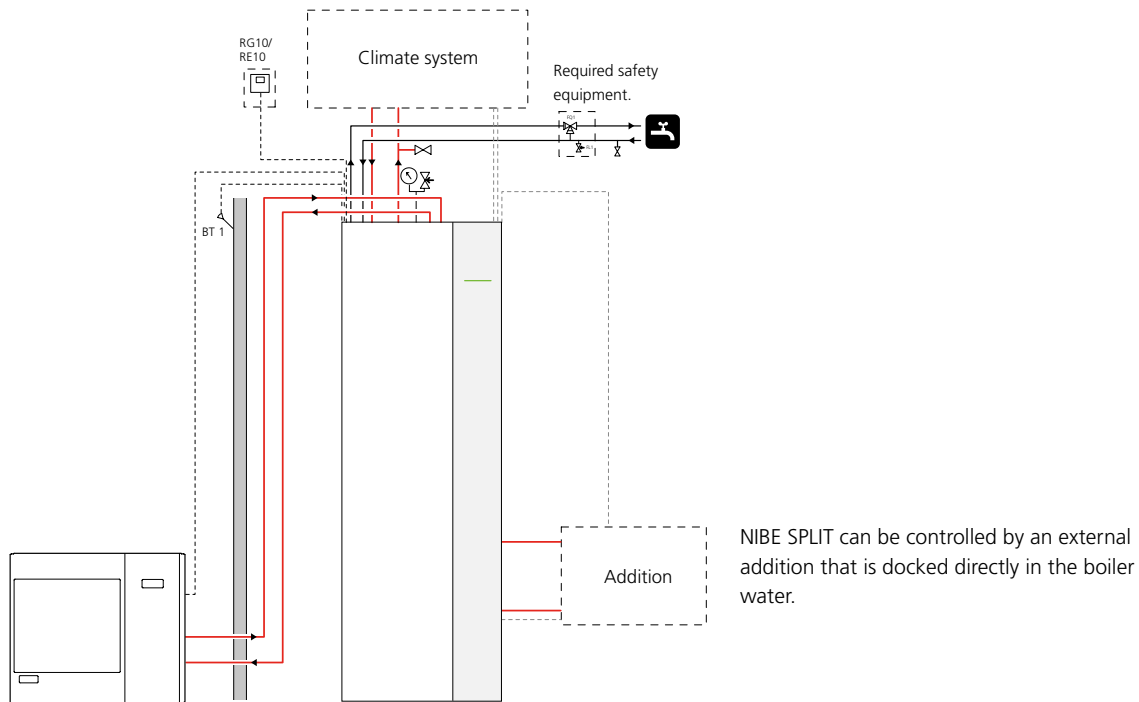 RG10/
RE10
Climate system
Required safety
equipment.
FQ1
BT 1
Addition
NIBE SPLIT can be controlled by an external
addition that is docked directly in the boiler
water.